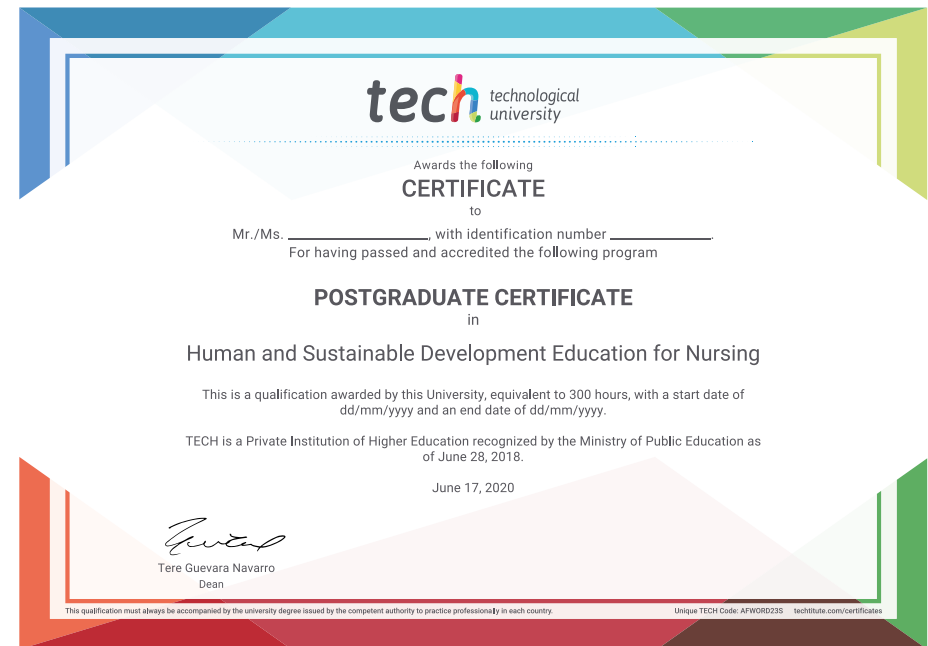 tech technological
university
Awards the following
CERTIFICATE
to
Mr./Ms. ____________________, with identification number ______________.
For having passed and accredited the following program
POSTGRADUATE CERTIFICATE
in
Human and Sustainable Development Education for Nursing
This is a qualification awarded by this University, equivalent to 300 hours, with a start date of
dd/mm/yyyy and an end date of dd/mm/yyyy.
TECH is a Private Institution of Higher Education recognized by the Ministry of Public Education as
of June 28, 2018.
June 17, 2020
Tere Guevara Navarro
Dean
This qualification must always be accompanied by the university degree issued by the competent authority to practice professionally in each country.
Unique TECH Code: AFWORD23S techtitute.com/certificates